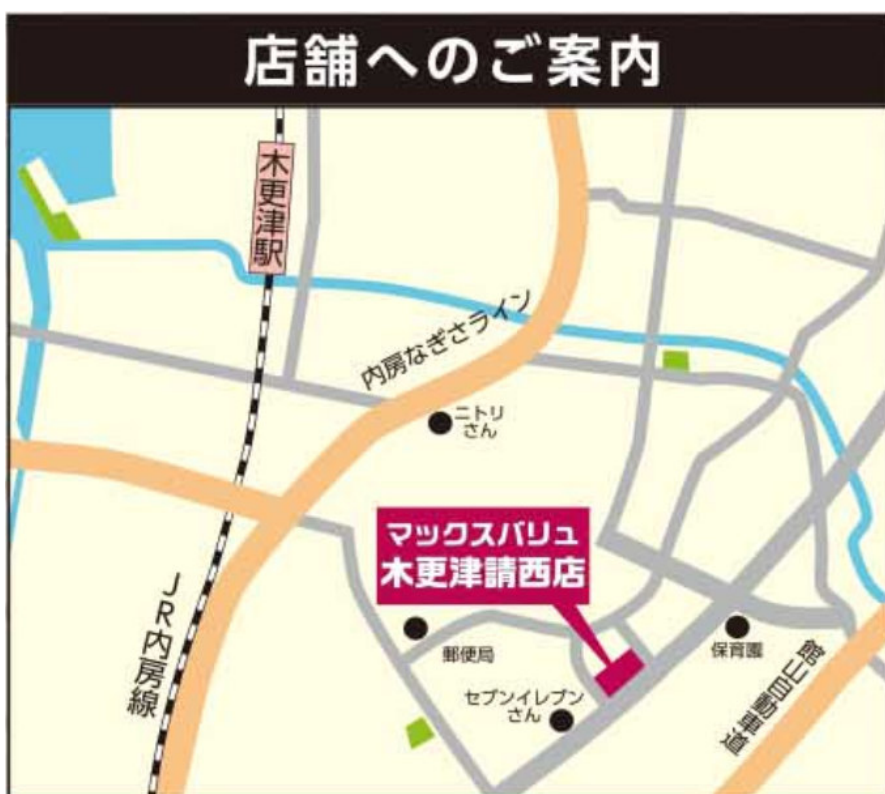 店舗へのご案内
木更津駅
内房なぎさライン
ニトリ
さん
マックスバリュ
木更津請西店
JR内房線
郵便局
保育園
セブンイレブン
さん
館山自動車道